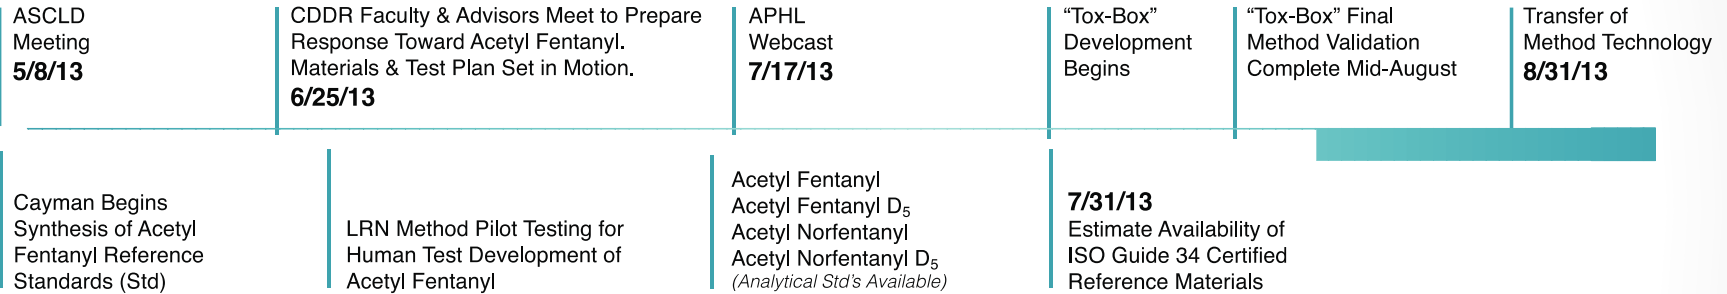 ASCLD
Meeting
5/8/13
CDDR Faculty & Advisors Meet to Prepare
Response Toward Acetyl Fentanyl.
Materials & Test Plan Set in Motion.
6/25/13
APHL
Webcast
7/17/13
“Tox-Box”
Development
Begins
“Tox-Box” Final
Method Validation
Complete Mid-August
Transfer of
Method Technology
8/31/13
Cayman Begins
Synthesis of Acetyl
Fentanyl Reference
Standards (Std)
LRN Method Pilot Testing for
Human Test Development of
Acetyl Fentanyl
Acetyl Fentanyl
Acetyl Fentanyl D₅
Acetyl Norfentanyl
Acetyl Norfentanyl D₅
(Analytical Std’s Available)
7/31/13
Estimate Availability of
ISO Guide 34 Certified
Reference Materials